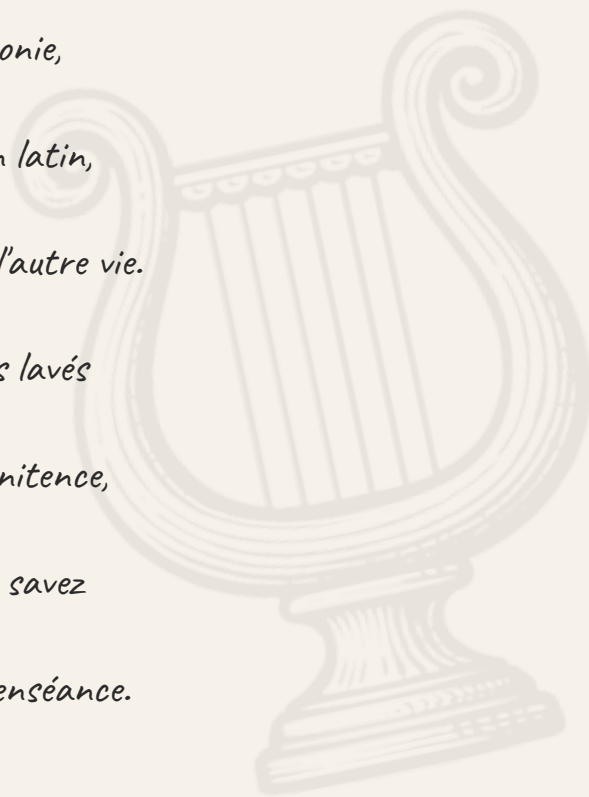 onie,
n latin,
l'autre vie.
s lavés
nitence,
savez
enséance.